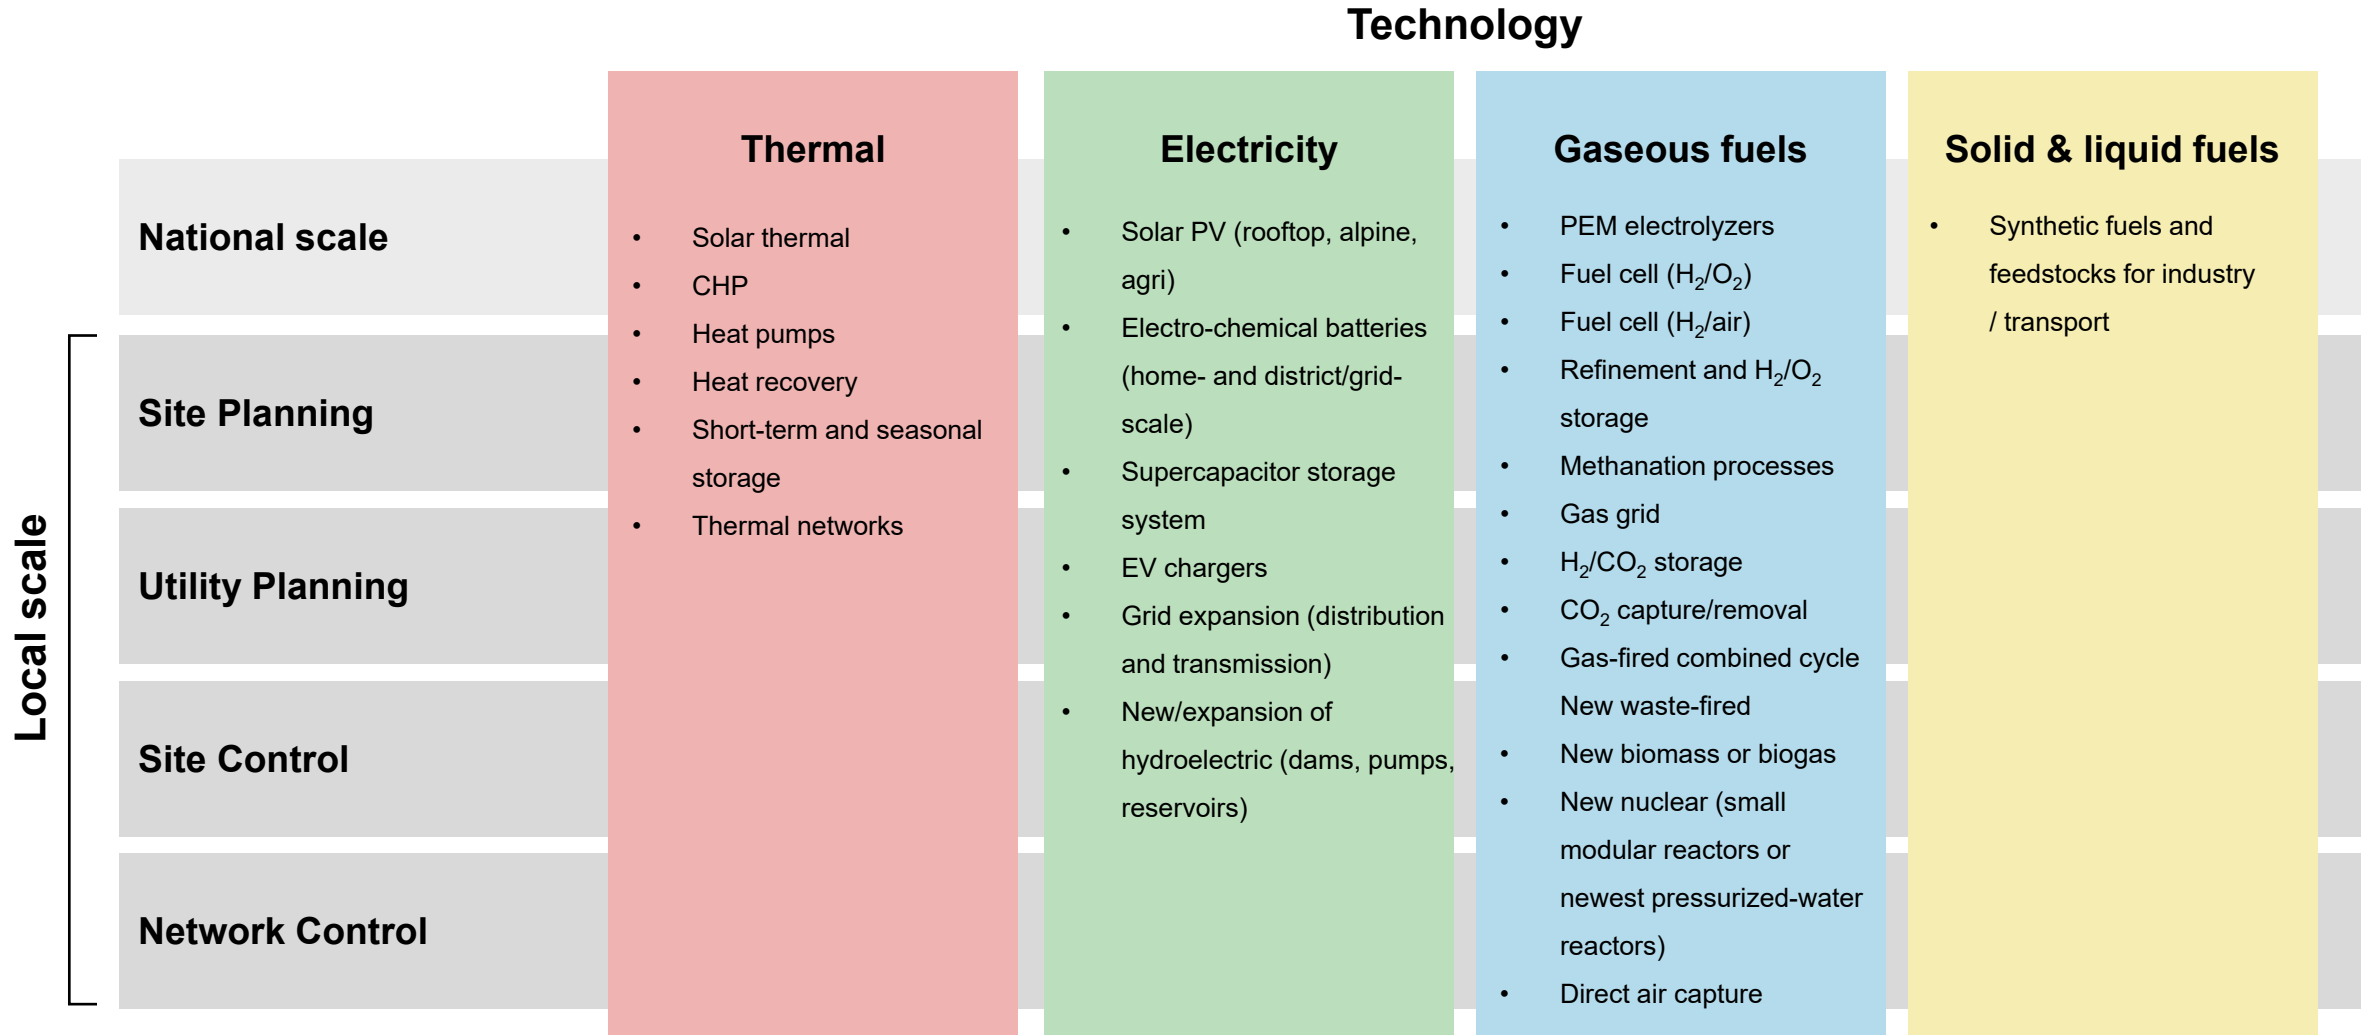 Technology
Thermal
• Solar thermal
• CHP
• Heat pumps
• Heat recovery
• Short-term and seasonal
storage
• Thermal networks
Electricity
• Solar PV (rooftop, alpine,
agri)
• Electro-chemical batteries
(home- and district/grid-
scale)
• Supercapacitor storage
system
• EV chargers
• Grid expansion (distribution
and transmission)
• New/expansion of
hydroelectric (dams, pumps,
reservoirs)
Gaseous fuels
• PEM electrolyzers
• Fuel cell (H₂/O₂)
• Fuel cell (H₂/air)
• Refinement and H₂/O₂
storage
• Methanation processes
• Gas grid
• H₂/CO₂ storage
• CO₂ capture/removal
• Gas-fired combined cycle
New waste-fired
• New biomass or biogas
• New nuclear (small
modular reactors or
newest pressurized-water
reactors)
• Direct air capture
Solid & liquid fuels
• Synthetic fuels and
feedstocks for industry
/ transport
National scale
Local scale
Site Planning
Utility Planning
Site Control
Network Control